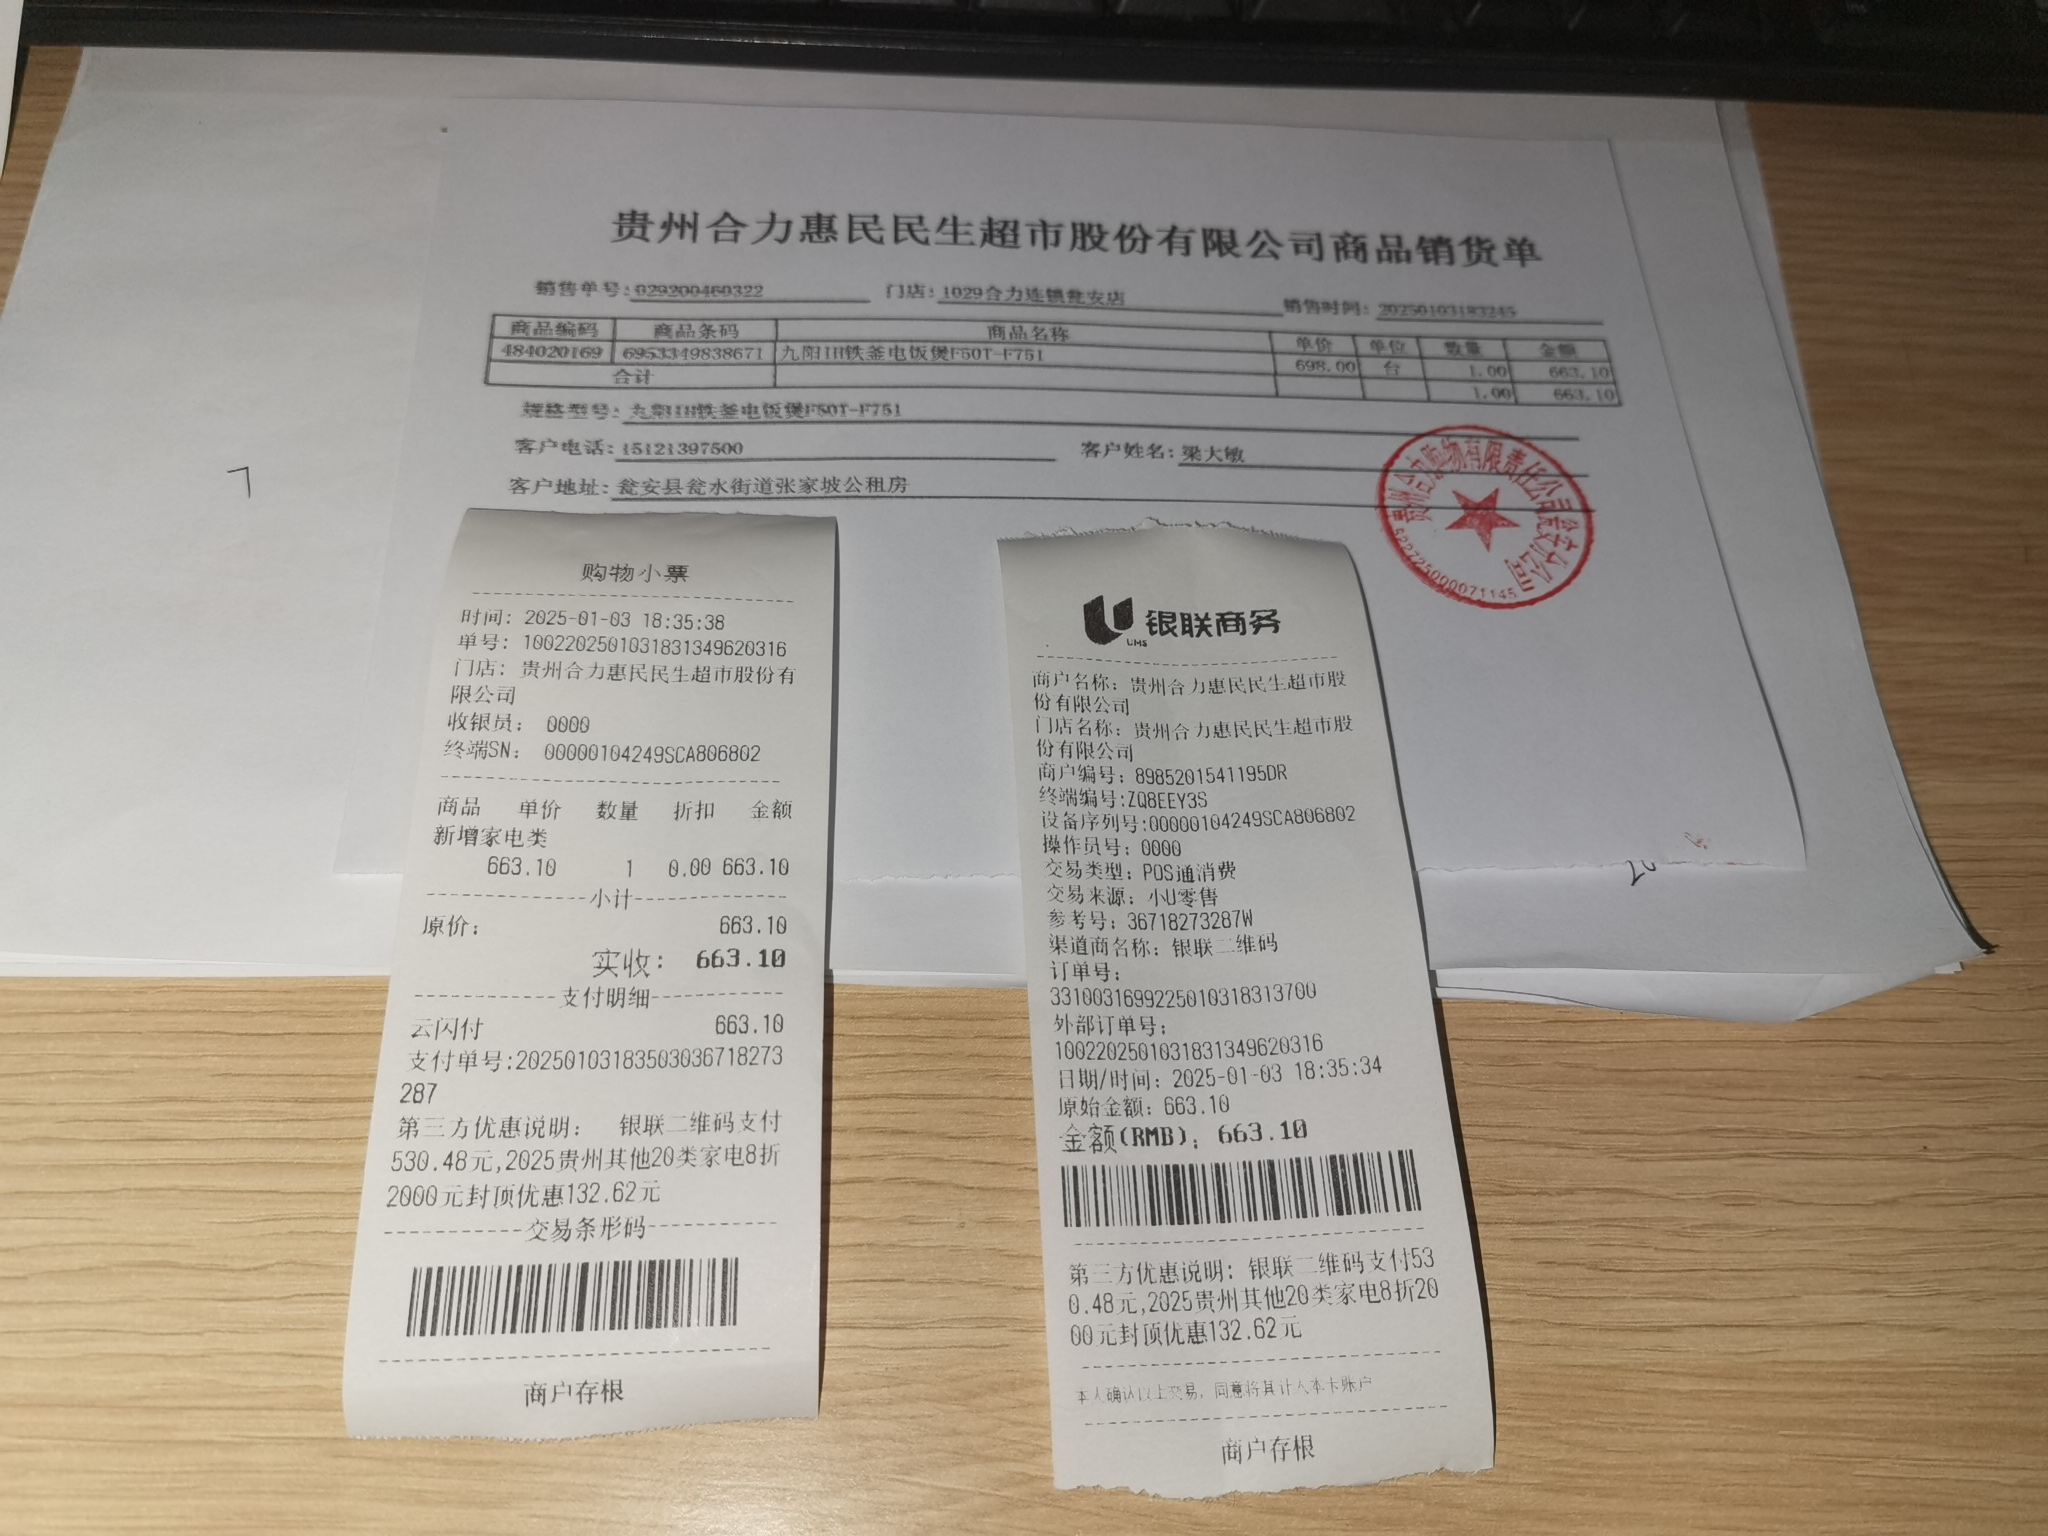 贵州合力惠民民生超市股份有限公司商品销货单
销售单号:029200460322 门店:1029合力连锁瓮安店 销售时间:20250103183245
商品编码 商品条码 商品名称 单价 单位 数量 金额
484020169 6953349838671 九阳IH铁釜电饭煲F50T-F751 698.00 台 1.00 663.10
合计 1.00 663.10
规格型号:九阳IH铁釜电饭煲F50T-F751
客户电话:15121397500 客户姓名:梁大敏
客户地址:瓮安县瓮水街道张家坡公租房
贵州合力购物有限责任公司瓮安分公司
522725000071145
购物小票
时间: 2025-01-03 18:35:38
单号: 1002202501031831349620316
门店: 贵州合力惠民民生超市股份有
限公司
收银员: 0000
终端SN: 00000104249SCA806802
商品 单价 数量 折扣 金额
新增家电类
663.10 1 0.00 663.10
小计
原价: 663.10
实收: 663.10
支付明细
云闪付 663.10
支付单号:20250103183503036718273
287
第三方优惠说明: 银联二维码支付
530.48元,2025贵州其他20类家电8折
2000元封顶优惠132.62元
交易条形码
商户存根
银联商务
UMS
商户名称: 贵州合力惠民民生超市股
份有限公司
门店名称: 贵州合力惠民民生超市股
份有限公司
商户编号: 8985201541195DR
终端编号:ZQ8EEY3S
设备序列号:00000104249SCA806802
操作员号: 0000
交易类型: POS通消费
交易来源: 小U零售
参考号: 36718273287W
渠道商名称: 银联二维码
订单号:
3310031699225010318313700
外部订单号:
1002202501031831349620316
日期/时间: 2025-01-03 18:35:34
原始金额: 663.10
金额(RMB): 663.10
第三方优惠说明: 银联二维码支付53
0.48元,2025贵州其他20类家电8折20
00元封顶优惠132.62元
本人确认以上交易, 同意将其计入本卡账户
商户存根